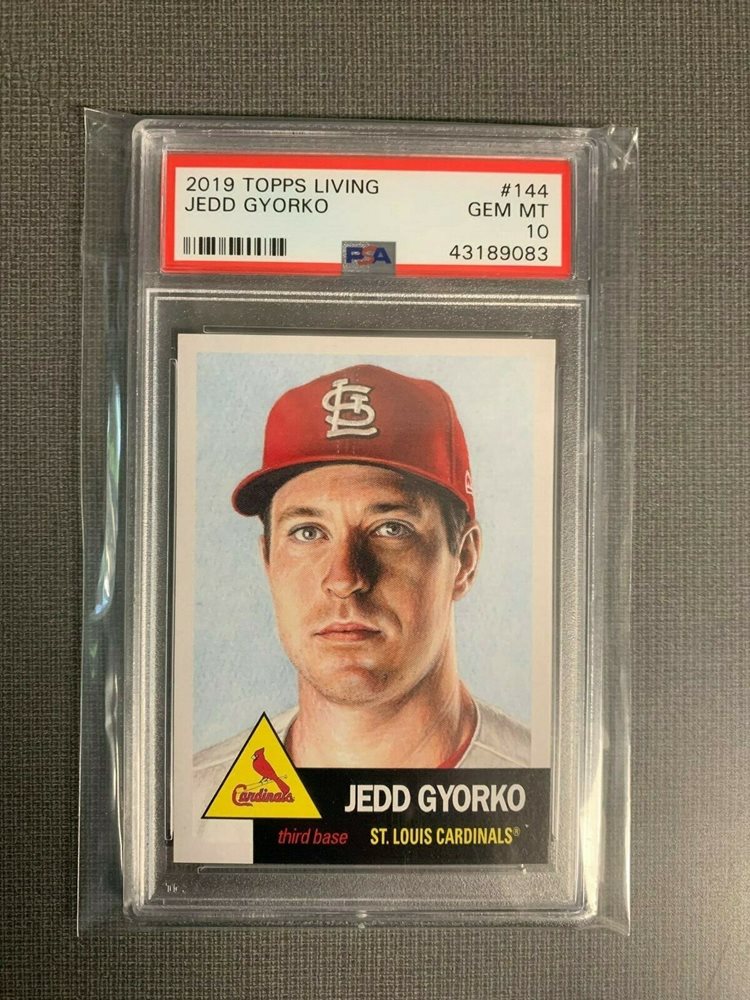 2019 TOPPS LIVING #144
JEDD GYORKO GEM MT
10
PSA 43189083
STL
Cardinals
JEDD GYORKO
third base ST. LOUIS CARDINALS®